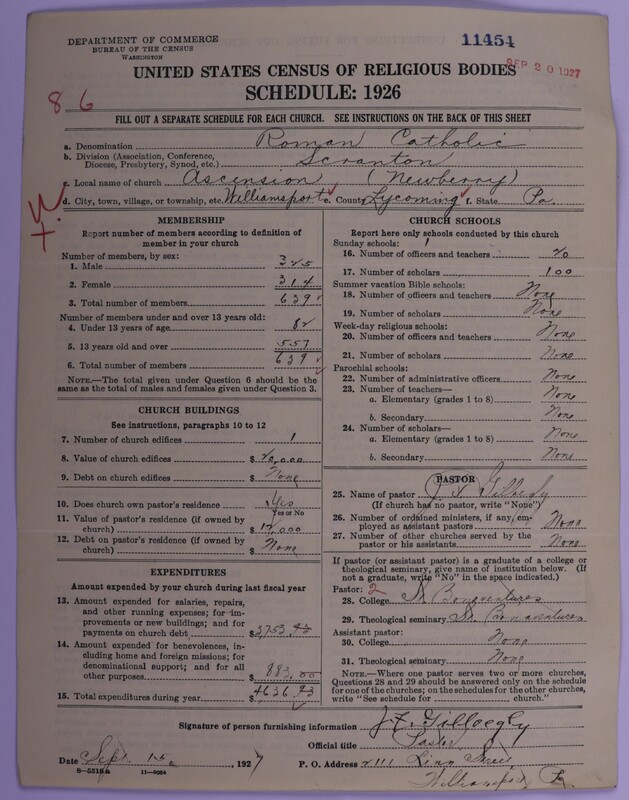 DEPARTMENT OF COMMERCE
BUREAU OF THE CENSUS
WASHINGTON
11454
SEP 20 1927
UNITED STATES CENSUS OF RELIGIOUS BODIES
SCHEDULE: 1926
8 6
FILL OUT A SEPARATE SCHEDULE FOR EACH CHURCH. SEE INSTRUCTIONS ON THE BACK OF THIS SHEET
a. Denomination Roman Catholic
b. Division (Association, Conference, Diocese, Presbytery, Synod, etc.) Scranton
c. Local name of church Ascension (Newberry)
d. City, town, village, or township, etc. Williamsport e. County Lycoming f. State Pa.
MEMBERSHIP
Report number of members according to definition of member in your church
Number of members, by sex:
1. Male 325
2. Female 314
3. Total number of members 639
Number of members under and over 13 years old:
4. Under 13 years of age 82
5. 13 years old and over 557
6. Total number of members 639
NOTE.—The total given under Question 6 should be the same as the total of males and females given under Question 3.
CHURCH BUILDINGS
See instructions, paragraphs 10 to 12
7. Number of church edifices 1
8. Value of church edifices $ 20,000
9. Debt on church edifices $ None
10. Does church own pastor's residence Yes
Yes or No
11. Value of pastor's residence (if owned by church) $ 12,000
12. Debt on pastor's residence (if owned by church) $ None
EXPENDITURES
Amount expended by your church during last fiscal year
13. Amount expended for salaries, repairs, and other running expenses; for improvements or new buildings; and for payments on church debt $ 3753.93
14. Amount expended for benevolences, including home and foreign missions; for denominational support; and for all other purposes $ 883.00
15. Total expenditures during year $ 4636.93
CHURCH SCHOOLS
Report here only schools conducted by this church
Sunday schools: 1
16. Number of officers and teachers 20
17. Number of scholars 100
Summer vacation Bible schools:
18. Number of officers and teachers None
19. Number of scholars None
Week-day religious schools:
20. Number of officers and teachers None
21. Number of scholars None
Parochial schools:
22. Number of administrative officers None
23. Number of teachers—
a. Elementary (grades 1 to 8) None
b. Secondary None
24. Number of scholars—
a. Elementary (grades 1 to 8) None
b. Secondary None
PASTOR
25. Name of pastor
(If church has no pastor, write "None")
26. Number of ordained ministers, if any, employed as assistant pastors None
27. Number of other churches served by the pastor or his assistants None
If pastor (or assistant pastor) is a graduate of a college or theological seminary, give name of institution below. (If not a graduate, write "No" in the space indicated.)
Pastor: 2
28. College St Bonaventures
29. Theological seminary St. Bonaventures
Assistant pastor:
30. College None
31. Theological seminary None
NOTE.—Where one pastor serves two or more churches, Questions 28 and 29 should be answered only on the schedule for one of the churches; on the schedules for the other churches, write "See schedule for church."
Signature of person furnishing information
Official title Pastor
Date Sept. 15, 1927 P. O. Address 2111 Linn Street
Williamsport Pa.
8-5518a 11-9034